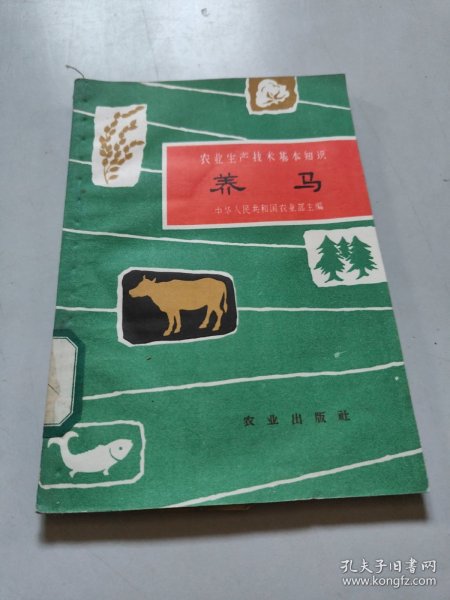 农业生产技术基本知识
养马
中华人民共和国农业部主编
农业出版社
孔夫子旧书网
www.kongfz.com